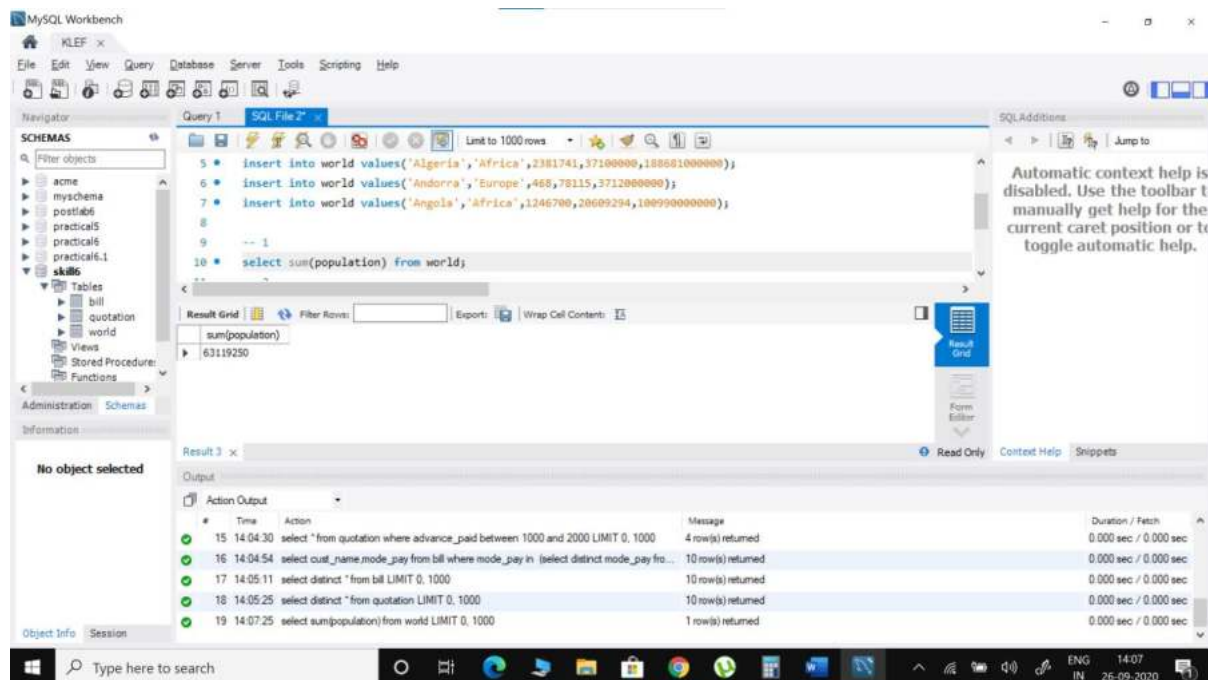 MySQL Workbench
KLEF ×
File Edit View Query Database Server Tools Scripting Help
Navigator
SCHEMAS
Filter objects
acme
myschema
postlab6
practical5
practical6
practical6.1
skill6
Tables
bill
quotation
world
Views
Stored Procedure
Functions
Administration Schemas
Information
No object selected
Object Info Session
Query 1 SQL File 2* ×
Limit to 1000 rows
5 insert into world values('Algeria','Africa',2381741,37100000,188681000000);
6 insert into world values('Andorra','Europe',468,78115,3712000000);
7 insert into world values('Angola','Africa',1246700,20609294,100990000000);
8
9 -- 1
10 select sum(population) from world;
Result Grid Filter Rows: Export: Wrap Cell Content:
sum(population)
63119250
Result Grid
Form Editor
Result 3 × Read Only
Output
Action Output
# Time Action Message Duration / Fetch
15 14:04:30 select * from quotation where advance_paid between 1000 and 2000 LIMIT 0, 1000 4 row(s) returned 0.000 sec / 0.000 sec
16 14:04:54 select cust_name,mode_pay from bill where mode_pay in (select distinct mode_pay fro... 10 row(s) returned 0.000 sec / 0.000 sec
17 14:05:11 select distinct * from bill LIMIT 0, 1000 10 row(s) returned 0.000 sec / 0.000 sec
18 14:05:25 select distinct * from quotation LIMIT 0, 1000 10 row(s) returned 0.000 sec / 0.000 sec
19 14:07:25 select sum(population) from world LIMIT 0, 1000 1 row(s) returned 0.000 sec / 0.000 sec
SQLAdditions
Jump to
Automatic context help is
disabled. Use the toolbar t
manually get help for the
current caret position or to
toggle automatic help.
Context Help Snippets
Type here to search
ENG
IN
14:07
26-09-2020